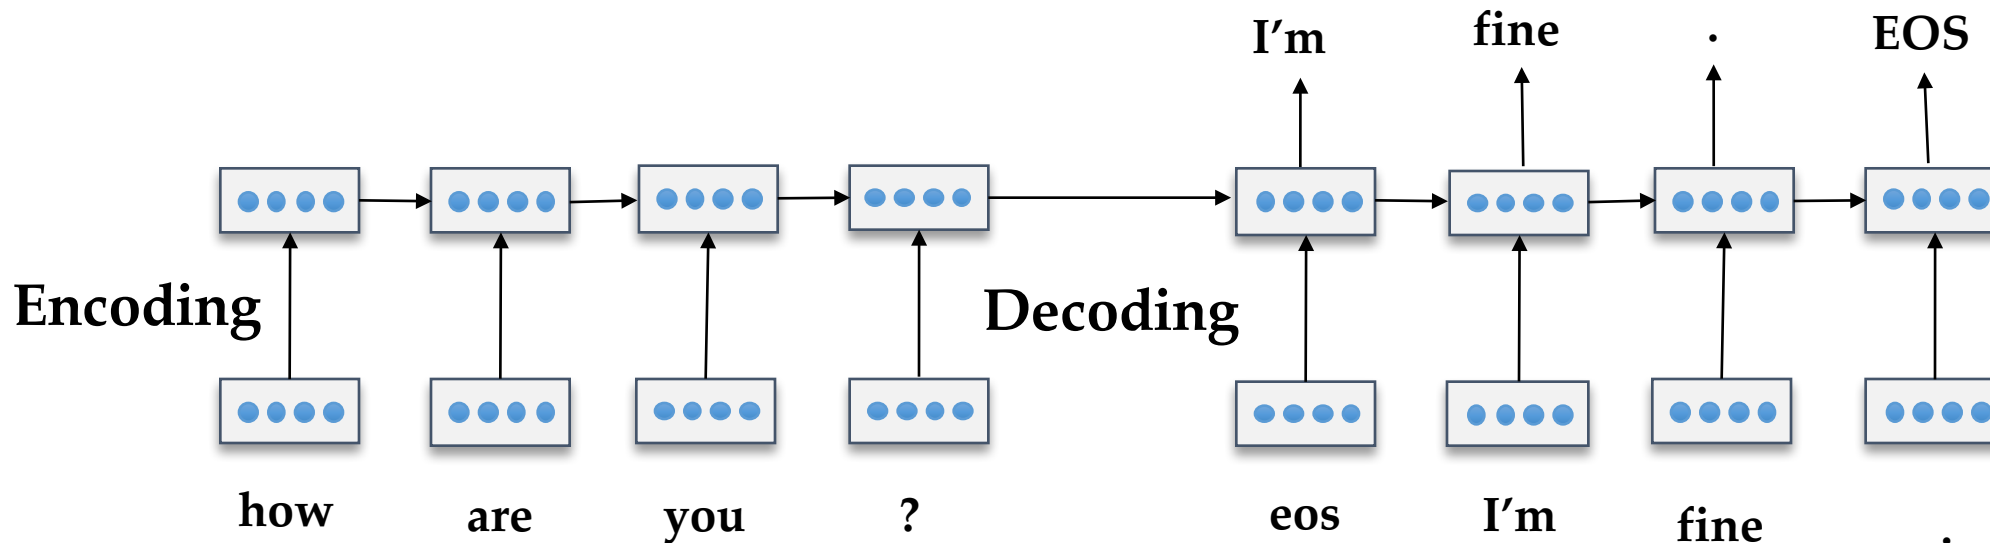 I’m fine . EOS
Encoding Decoding
how are you ? eos I’m fine .